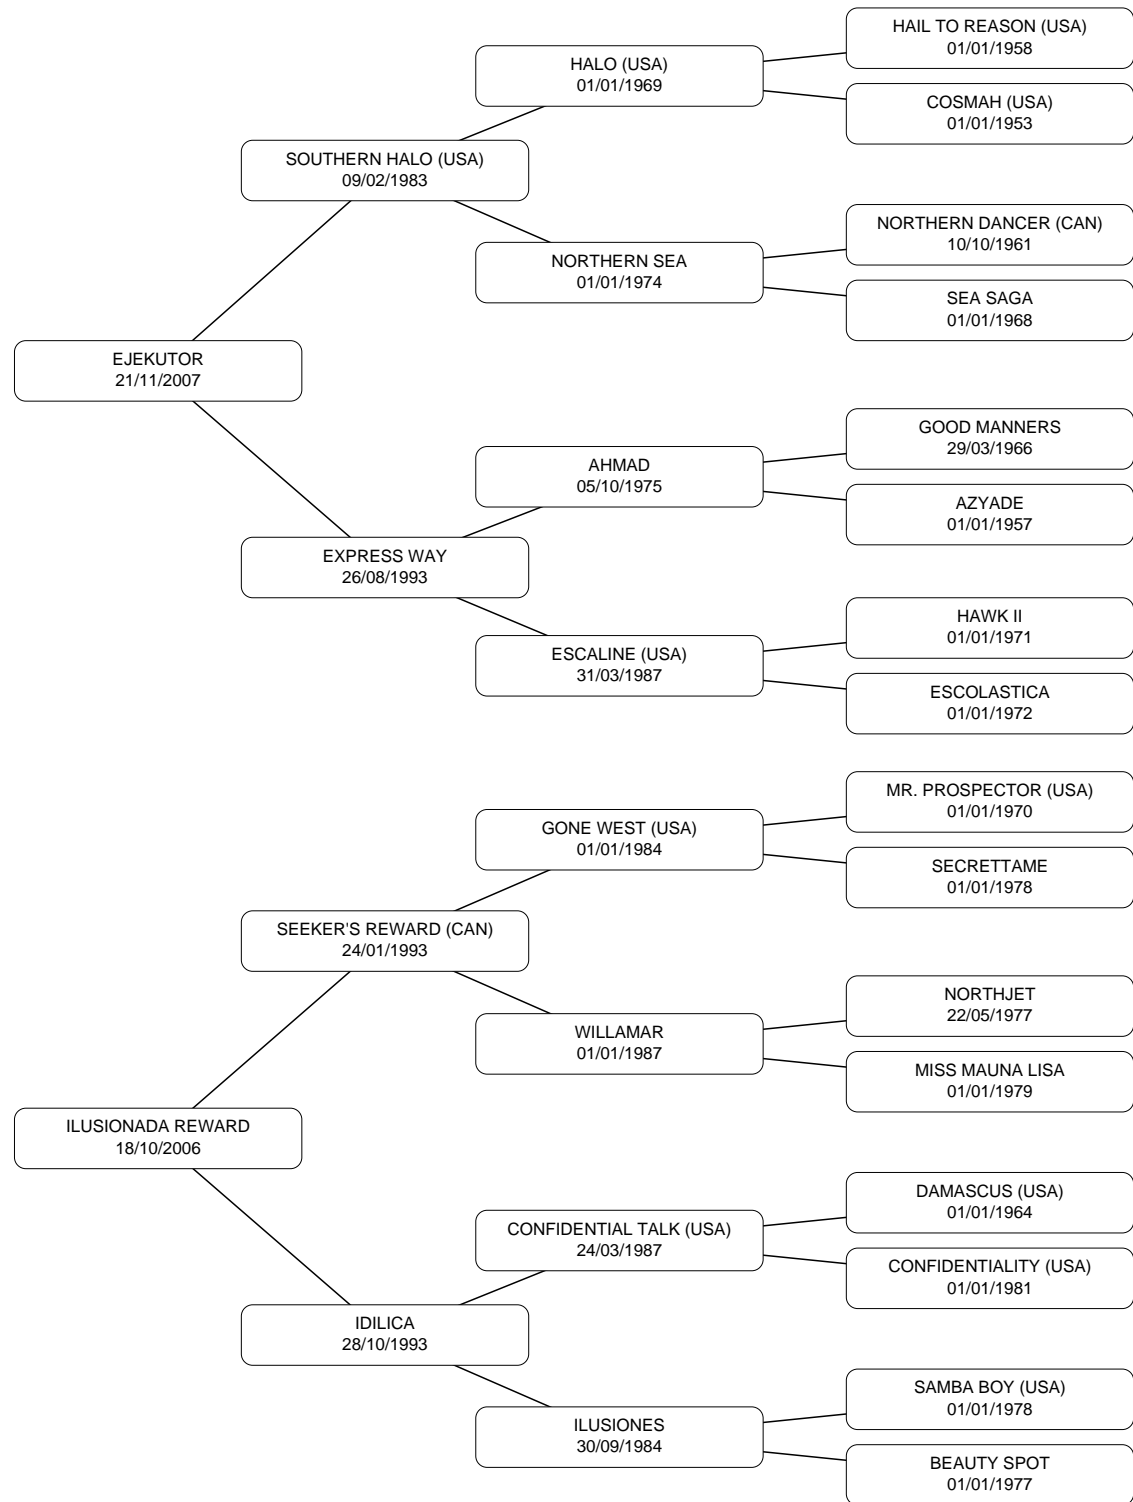 HAIL TO REASON (USA)
01/01/1958
HALO (USA)
01/01/1969
COSMAH (USA)
01/01/1953
SOUTHERN HALO (USA)
09/02/1983
NORTHERN DANCER (CAN)
10/10/1961
NORTHERN SEA
01/01/1974
SEA SAGA
01/01/1968
EJEKUTOR
21/11/2007
GOOD MANNERS
29/03/1966
AHMAD
05/10/1975
AZYADE
01/01/1957
EXPRESS WAY
26/08/1993
HAWK II
01/01/1971
ESCALINE (USA)
31/03/1987
ESCOLASTICA
01/01/1972
MR. PROSPECTOR (USA)
01/01/1970
GONE WEST (USA)
01/01/1984
SECRETTAME
01/01/1978
SEEKER'S REWARD (CAN)
24/01/1993
NORTHJET
22/05/1977
WILLAMAR
01/01/1987
MISS MAUNA LISA
01/01/1979
ILUSIONADA REWARD
18/10/2006
DAMASCUS (USA)
01/01/1964
CONFIDENTIAL TALK (USA)
24/03/1987
CONFIDENTIALITY (USA)
01/01/1981
IDILICA
28/10/1993
SAMBA BOY (USA)
01/01/1978
ILUSIONES
30/09/1984
BEAUTY SPOT
01/01/1977